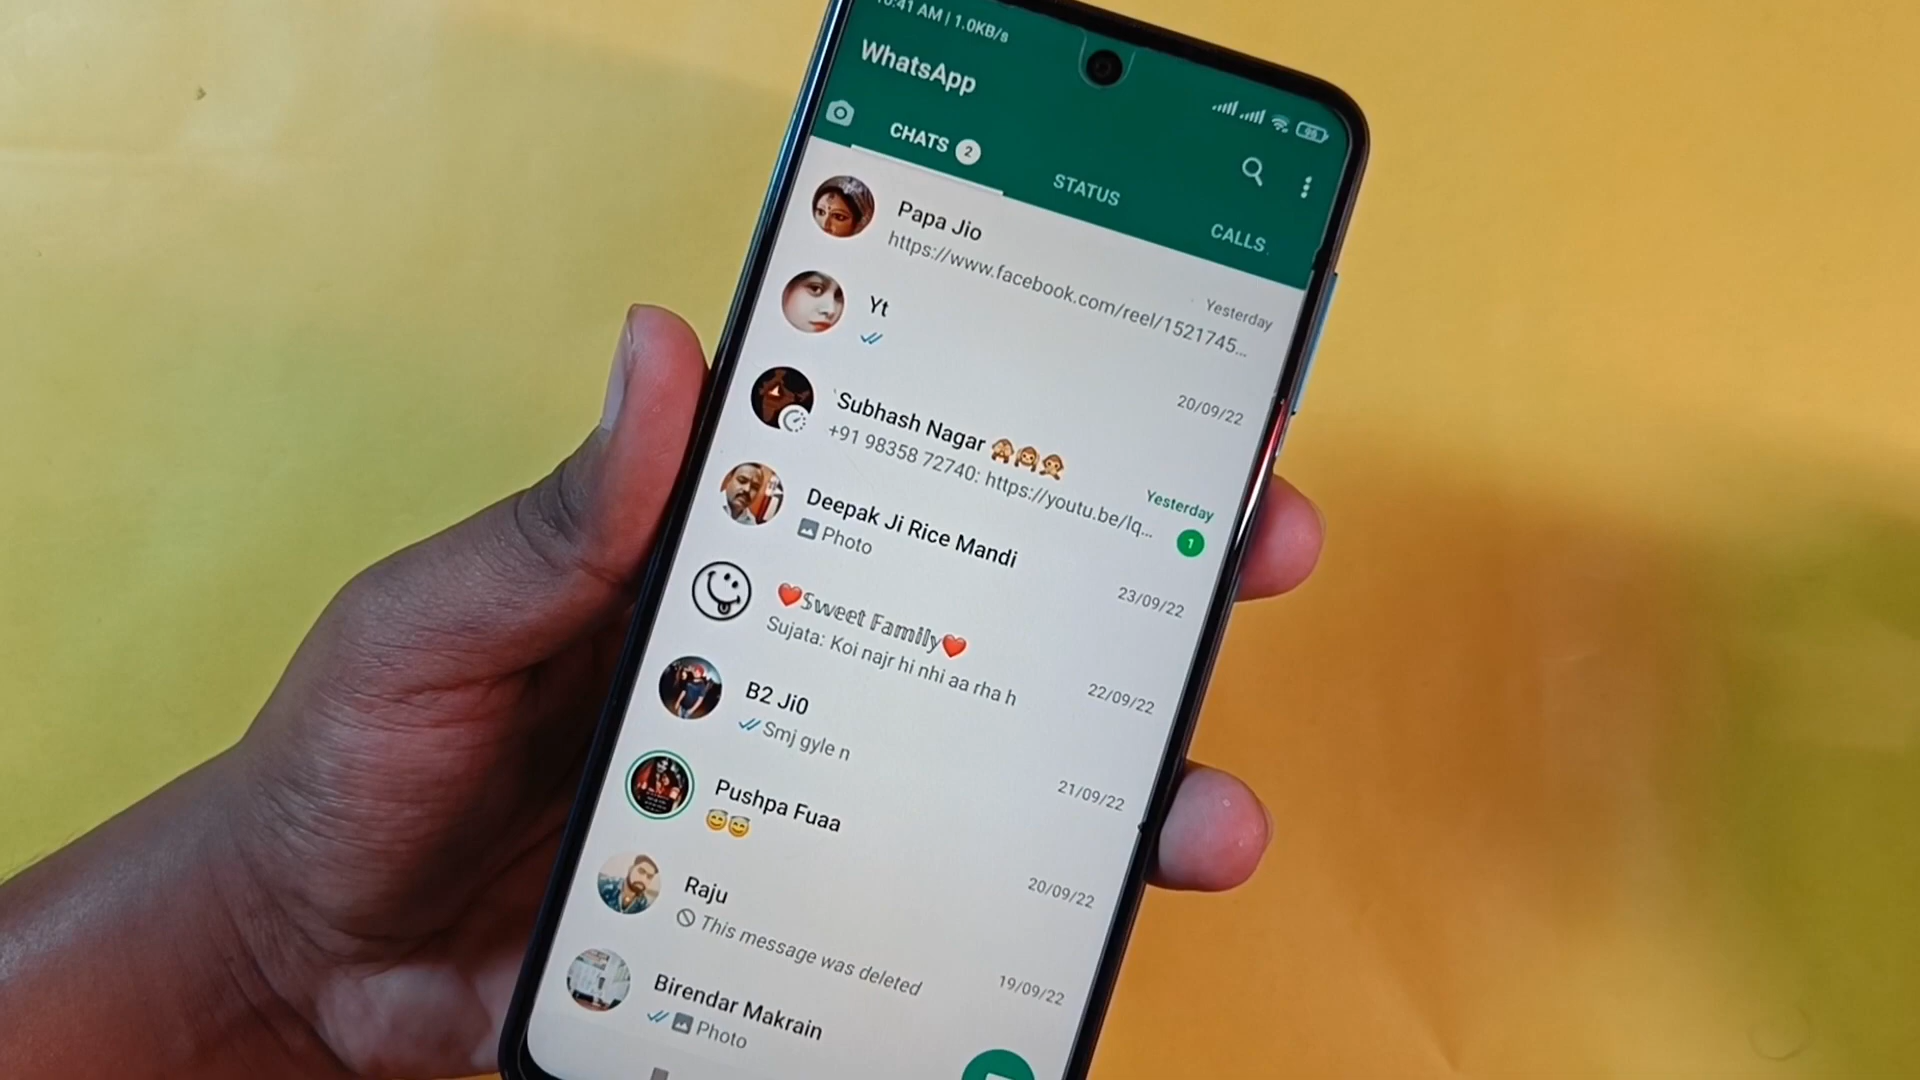 10:41 AM | 1.0KB/s
98
WhatsApp
CHATS 2
STATUS
CALLS
Papa Jio
Yesterday
https://www.facebook.com/reel/1521745...
Yt
20/09/22
Subhash Nagar 🙈🙉🙊
Yesterday
+91 98358 72740: https://youtu.be/lq...
1
Deepak Ji Rice Mandi
23/09/22
Photo
❤️𝕊𝕨𝕖𝕖𝕥 𝔽𝕒𝕞𝕚𝕝𝕪❤️
22/09/22
Sujata: Koi najr hi nhi aa rha h
B2 Ji0
21/09/22
Smj gyle n
Pushpa Fuaa
20/09/22
😇😇
Raju
19/09/22
This message was deleted
Birendar Makrain
Photo